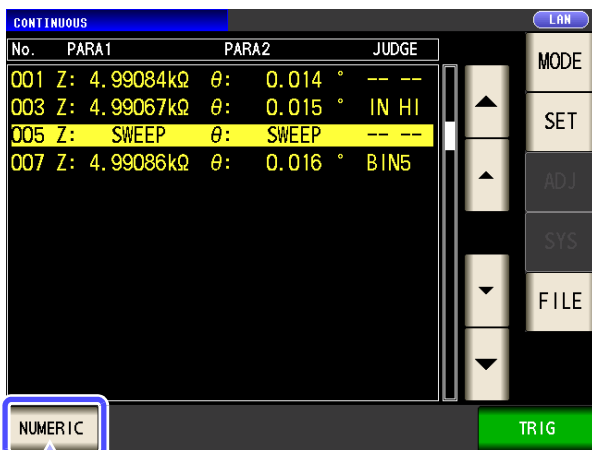 CONTINUOUS LAN
No. PARA1 PARA2 JUDGE
001 Z: 4.99084kΩ θ: 0.014 ° -- --
003 Z: 4.99067kΩ θ: 0.015 ° IN HI
005 Z: SWEEP θ: SWEEP -- --
007 Z: 4.99086kΩ θ: 0.016 ° BIN5
MODE
SET
ADJ
SYS
FILE
NUMERIC
TRIG